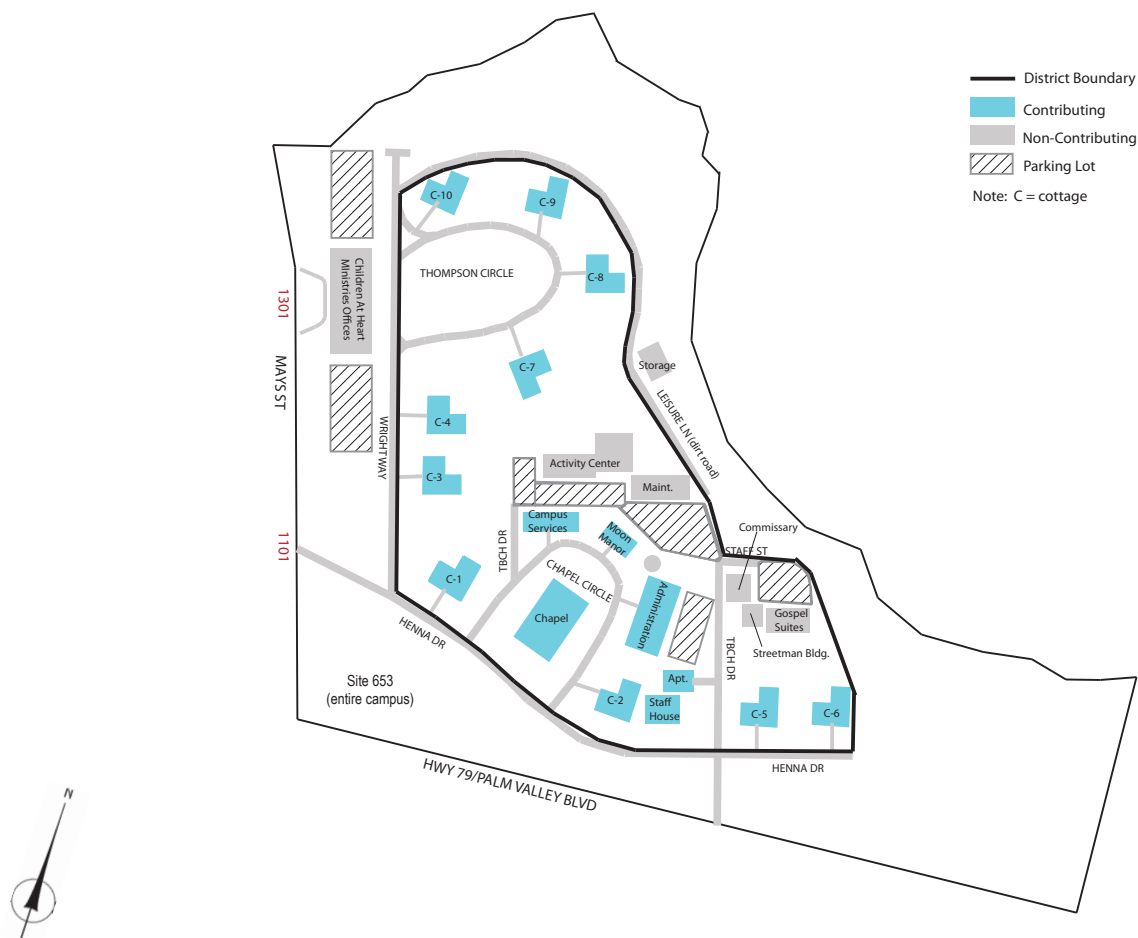 District Boundary
Contributing
Non-Contributing
Parking Lot
Note: C = cottage
C-10
C-9
THOMPSON CIRCLE
C-8
Children At Heart
MInistries Offices
1301
MAYS ST
C-7
Storage
LEISURE LN (dirt road)
WRIGHT WAY
C-4
C-3
Activity Center
Maint.
Campus
Services
Moon
Manor
Commissary
STAFF ST
TBCH DR
1101
CHAPEL CIRCLE
C-1
Chapel
Administration
Gospel
Suites
Streetman Bldg.
TBCH DR
HENNA DR
Site 653
(entire campus)
Apt.
C-2
Staff
House
C-5
C-6
HENNA DR
HWY 79/PALM VALLEY BLVD
N